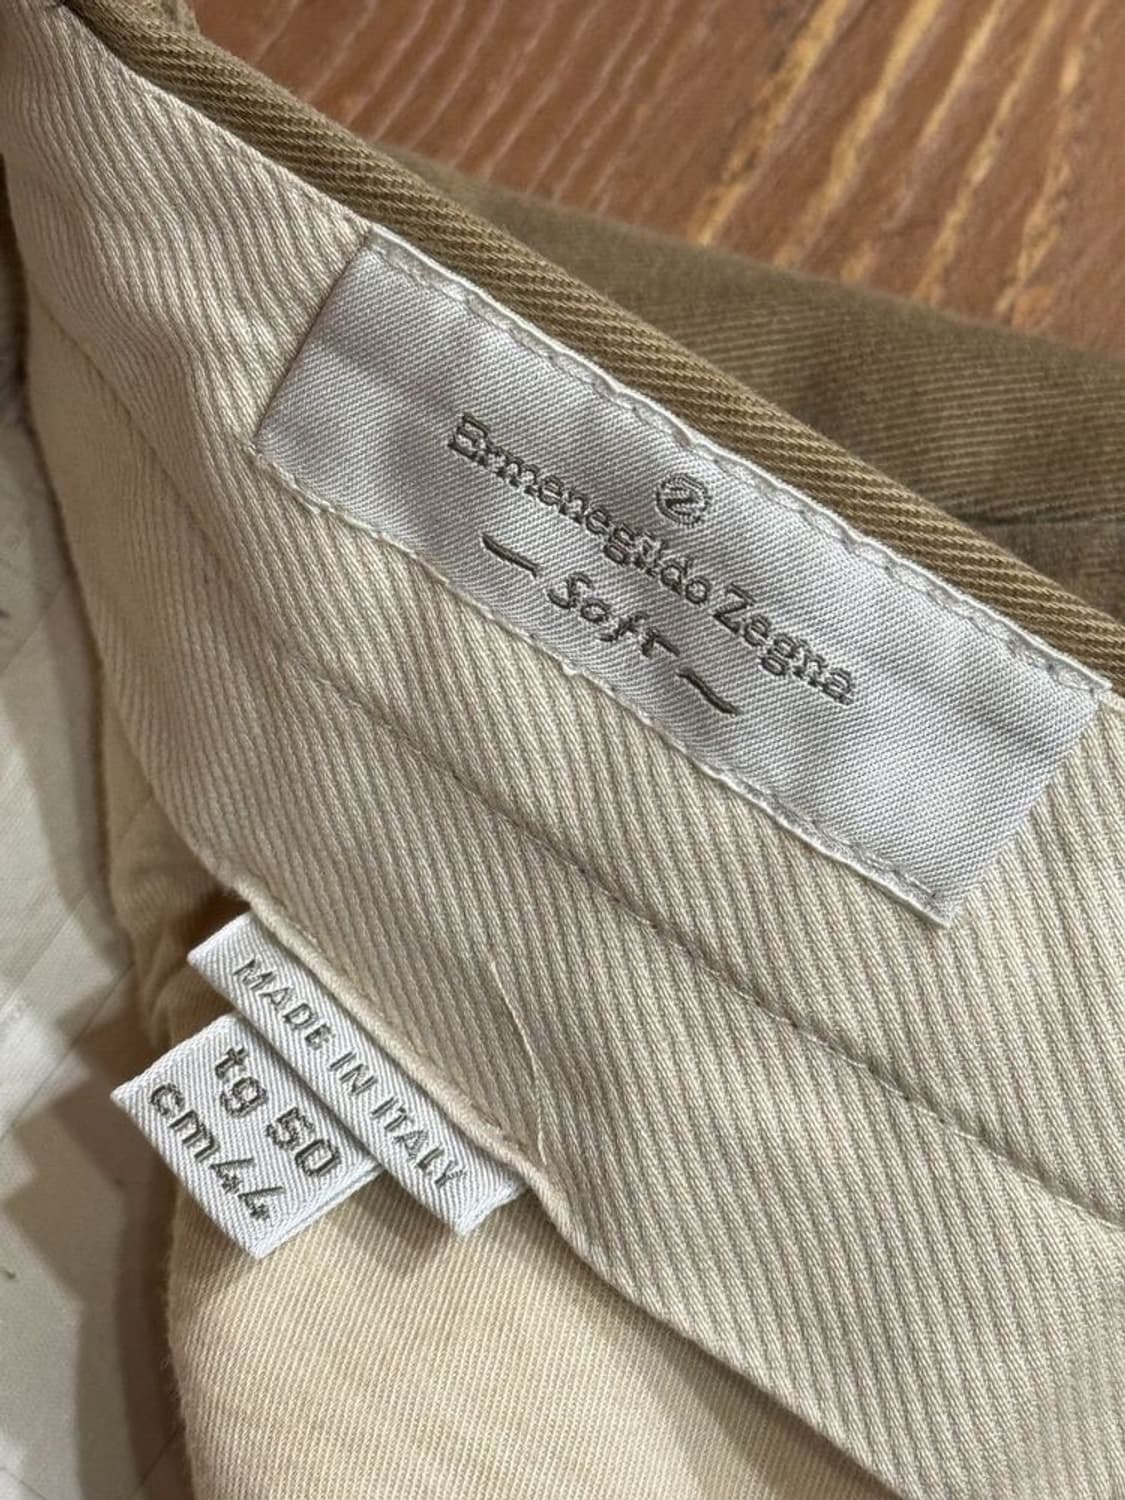 Z
Ermenegildo Zegna
~ Soft ~
MADE IN ITALY
tg 50
cm 44